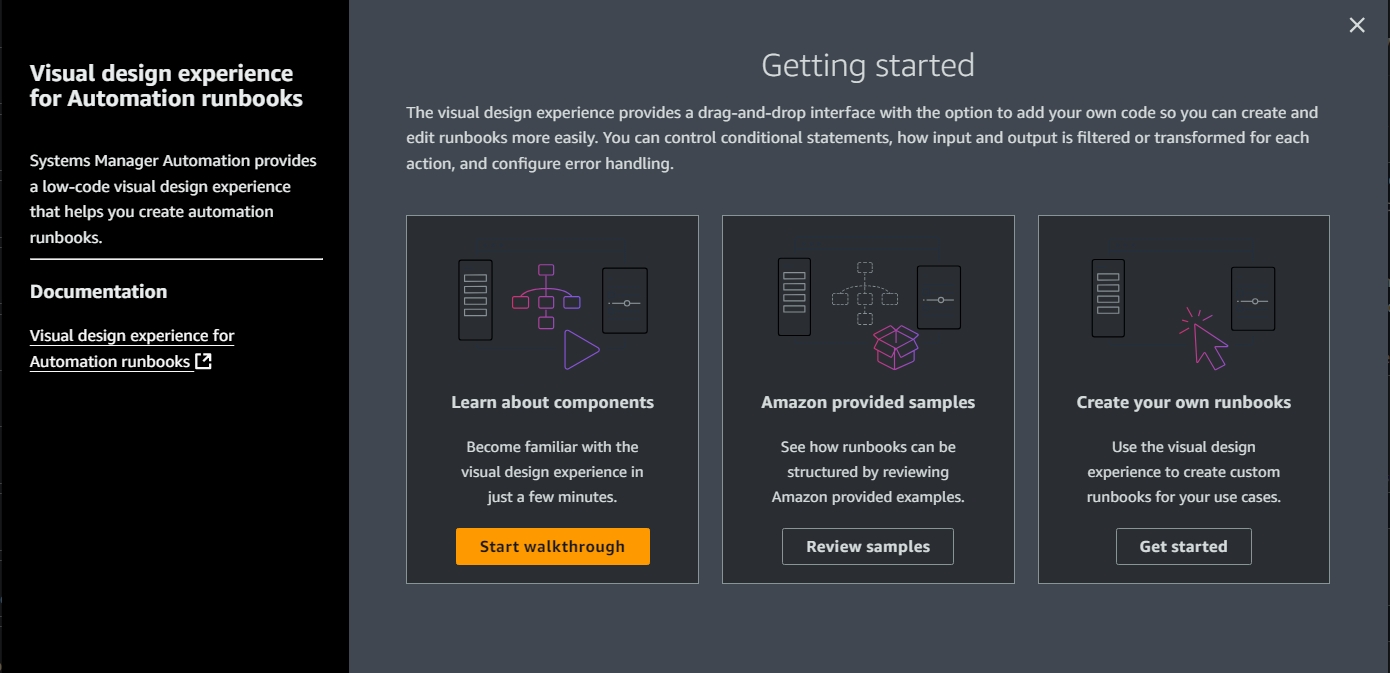 Visual design experience
for Automation runbooks
Systems Manager Automation provides
a low-code visual design experience
that helps you create automation
runbooks.
Documentation
Visual design experience for
Automation runbooks
Getting started
The visual design experience provides a drag-and-drop interface with the option to add your own code so you can create and
edit runbooks more easily. You can control conditional statements, how input and output is filtered or transformed for each
action, and configure error handling.
Learn about components
Become familiar with the
visual design experience in
just a few minutes.
Start walkthrough
Amazon provided samples
See how runbooks can be
structured by reviewing
Amazon provided examples.
Review samples
Create your own runbooks
Use the visual design
experience to create custom
runbooks for your use cases.
Get started